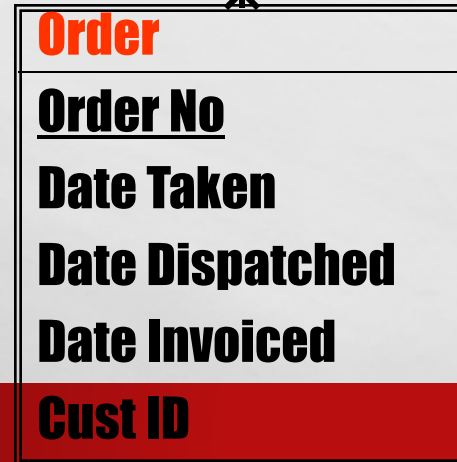 Order
Order No
Date Taken
Date Dispatched
Date Invoiced
Cust ID